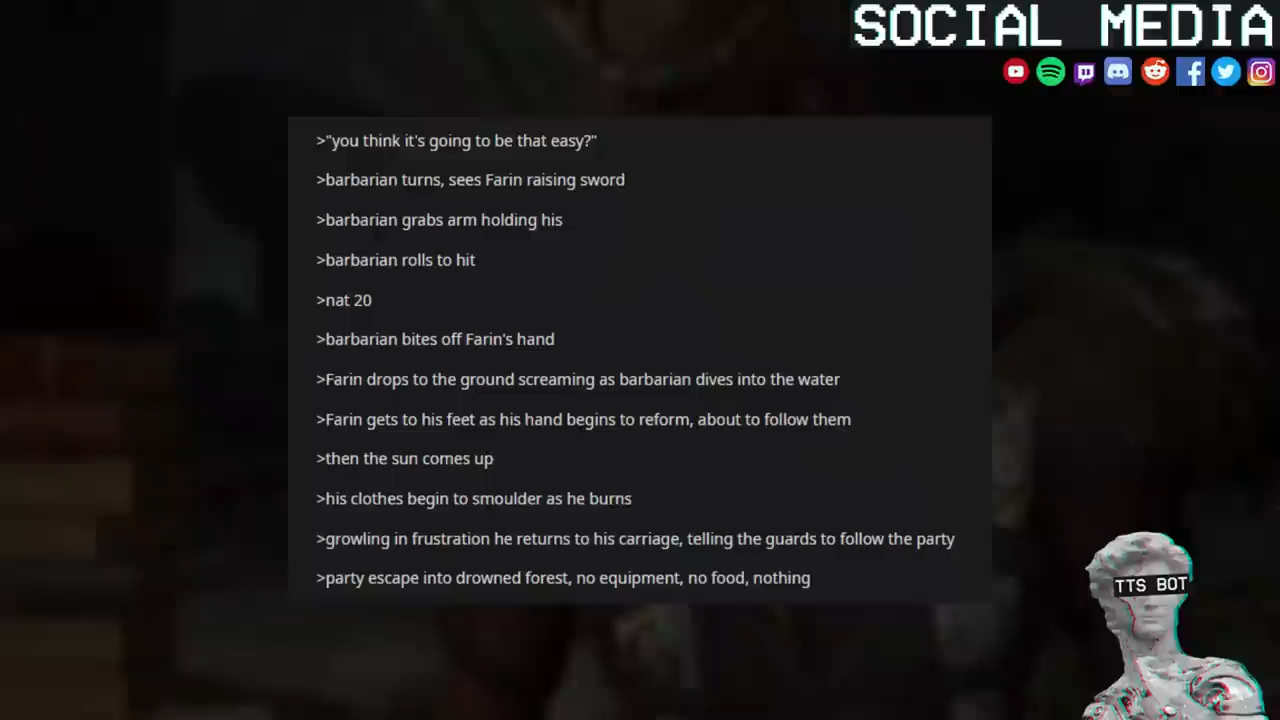 SOCIAL MEDIA
>"you think it's going to be that easy?"
>barbarian turns, sees Farin raising sword
>barbarian grabs arm holding his
>barbarian rolls to hit
>nat 20
>barbarian bites off Farin's hand
>Farin drops to the ground screaming as barbarian dives into the water
>Farin gets to his feet as his hand begins to reform, about to follow them
>then the sun comes up
>his clothes begin to smoulder as he burns
>growling in frustration he returns to his carriage, telling the guards to follow the party
>party escape into drowned forest, no equipment, no food, nothing
TTS BOT